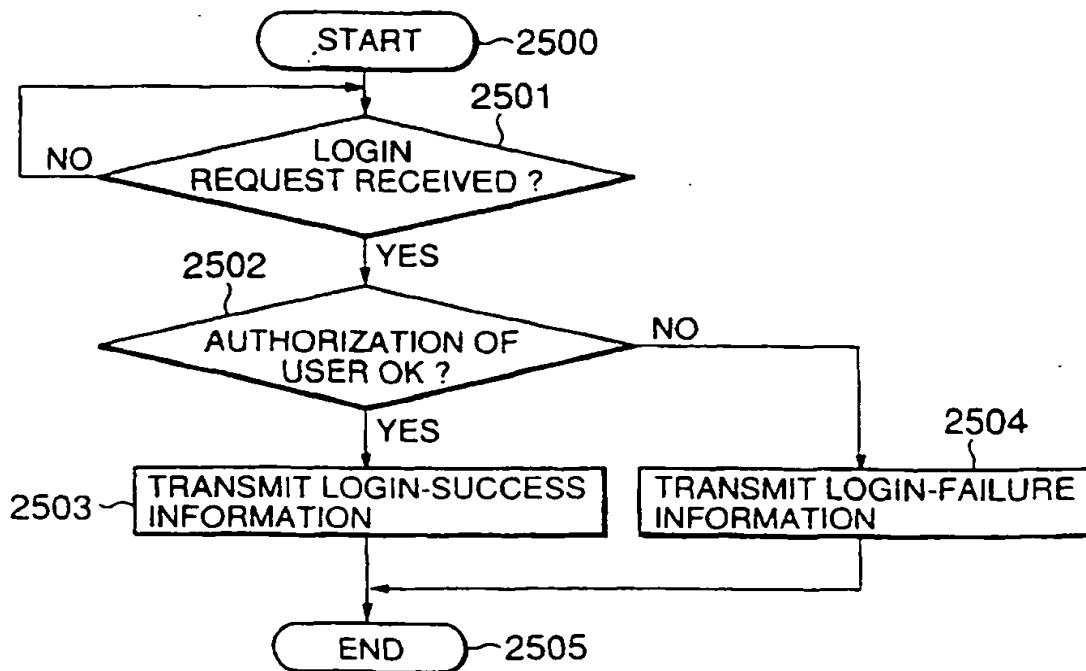 START
2500
2501
LOGIN
REQUEST RECEIVED ?
NO
YES
2502
AUTHORIZATION OF
USER OK ?
NO
YES
2504
2503
TRANSMIT LOGIN-SUCCESS
INFORMATION
TRANSMIT LOGIN-FAILURE
INFORMATION
END
2505